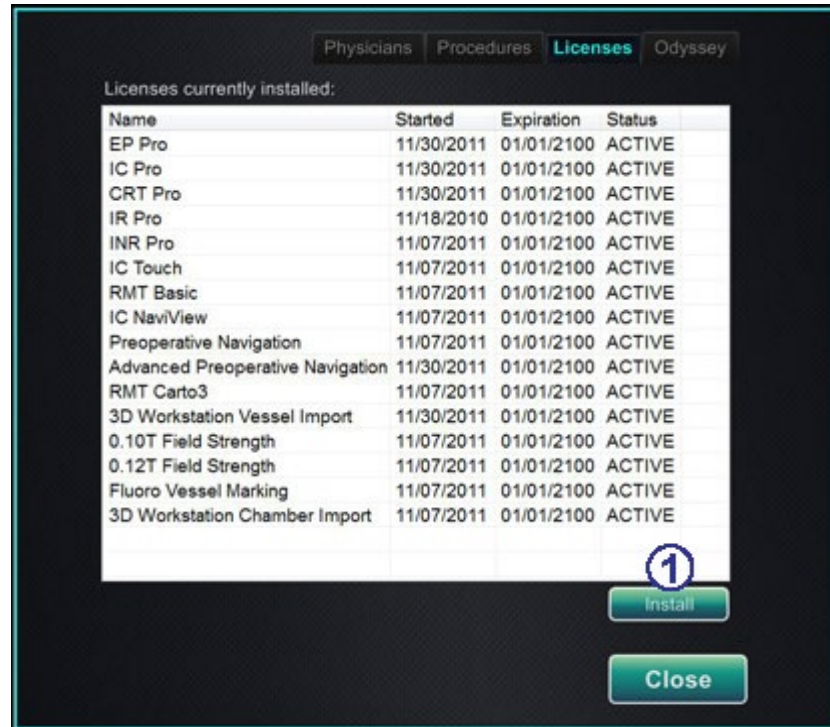 Physicians Procedures Licenses Odyssey
Licenses currently installed:
Name Started Expiration Status
EP Pro 11/30/2011 01/01/2100 ACTIVE
IC Pro 11/30/2011 01/01/2100 ACTIVE
CRT Pro 11/30/2011 01/01/2100 ACTIVE
IR Pro 11/18/2010 01/01/2100 ACTIVE
INR Pro 11/07/2011 01/01/2100 ACTIVE
IC Touch 11/07/2011 01/01/2100 ACTIVE
RMT Basic 11/07/2011 01/01/2100 ACTIVE
IC NaviView 11/07/2011 01/01/2100 ACTIVE
Preoperative Navigation 11/07/2011 01/01/2100 ACTIVE
Advanced Preoperative Navigation 11/30/2011 01/01/2100 ACTIVE
RMT Carto3 11/07/2011 01/01/2100 ACTIVE
3D Workstation Vessel Import 11/30/2011 01/01/2100 ACTIVE
0.10T Field Strength 11/07/2011 01/01/2100 ACTIVE
0.12T Field Strength 11/07/2011 01/01/2100 ACTIVE
Fluoro Vessel Marking 11/07/2011 01/01/2100 ACTIVE
3D Workstation Chamber Import 11/07/2011 01/01/2100 ACTIVE
1
Install
Close